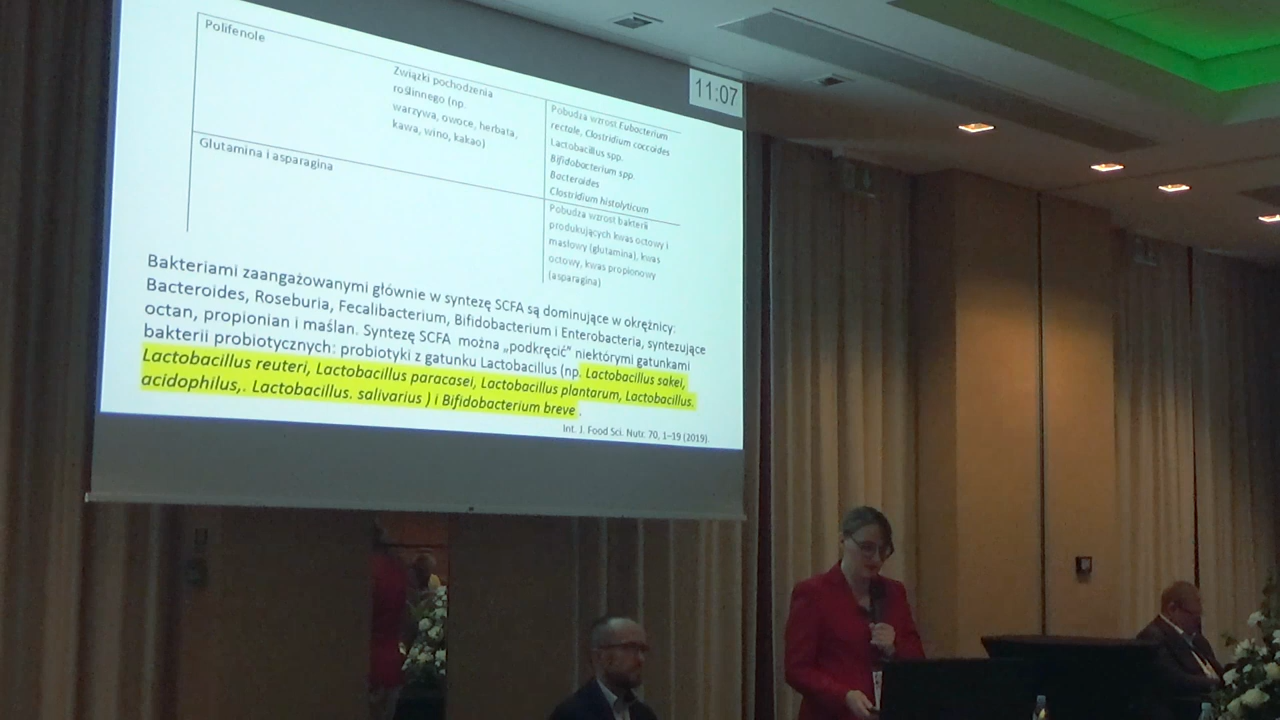 11:07
Polifenole
Związki pochodzenia
roślinnego (np.
warzywa, owoce, herbata,
kawa, wino, kakao)
Pobudza wzrost Eubacterium
rectale, Clostridium coccoides
Lactobacillus spp.
Bifidobacterium spp.
Bacteroides
Clostridium histolyticum
Glutamina i asparagina
Pobudza wzrost bakterii
produkujących kwas octowy i
masłowy (glutamina), kwas
octowy, kwas propionowy
(asparagina)
Bakteriami zaangażowanymi głównie w syntezę SCFA są dominujące w okrężnicy:
Bacteroides, Roseburia, Fecalibacterium, Bifidobacterium i Enterobacteria, syntezujące
octan, propionian i maślan. Syntezę SCFA można „podkręcić" niektórymi gatunkami
bakterii probiotycznych: probiotyki z gatunku Lactobacillus (np. Lactobacillus sakei,
Lactobacillus reuteri, Lactobacillus paracasei, Lactobacillus plantarum, Lactobacillus.
acidophilus,. Lactobacillus. salivarius ) i Bifidobacterium breve .
Int. J. Food Sci. Nutr. 70, 1–19 (2019).